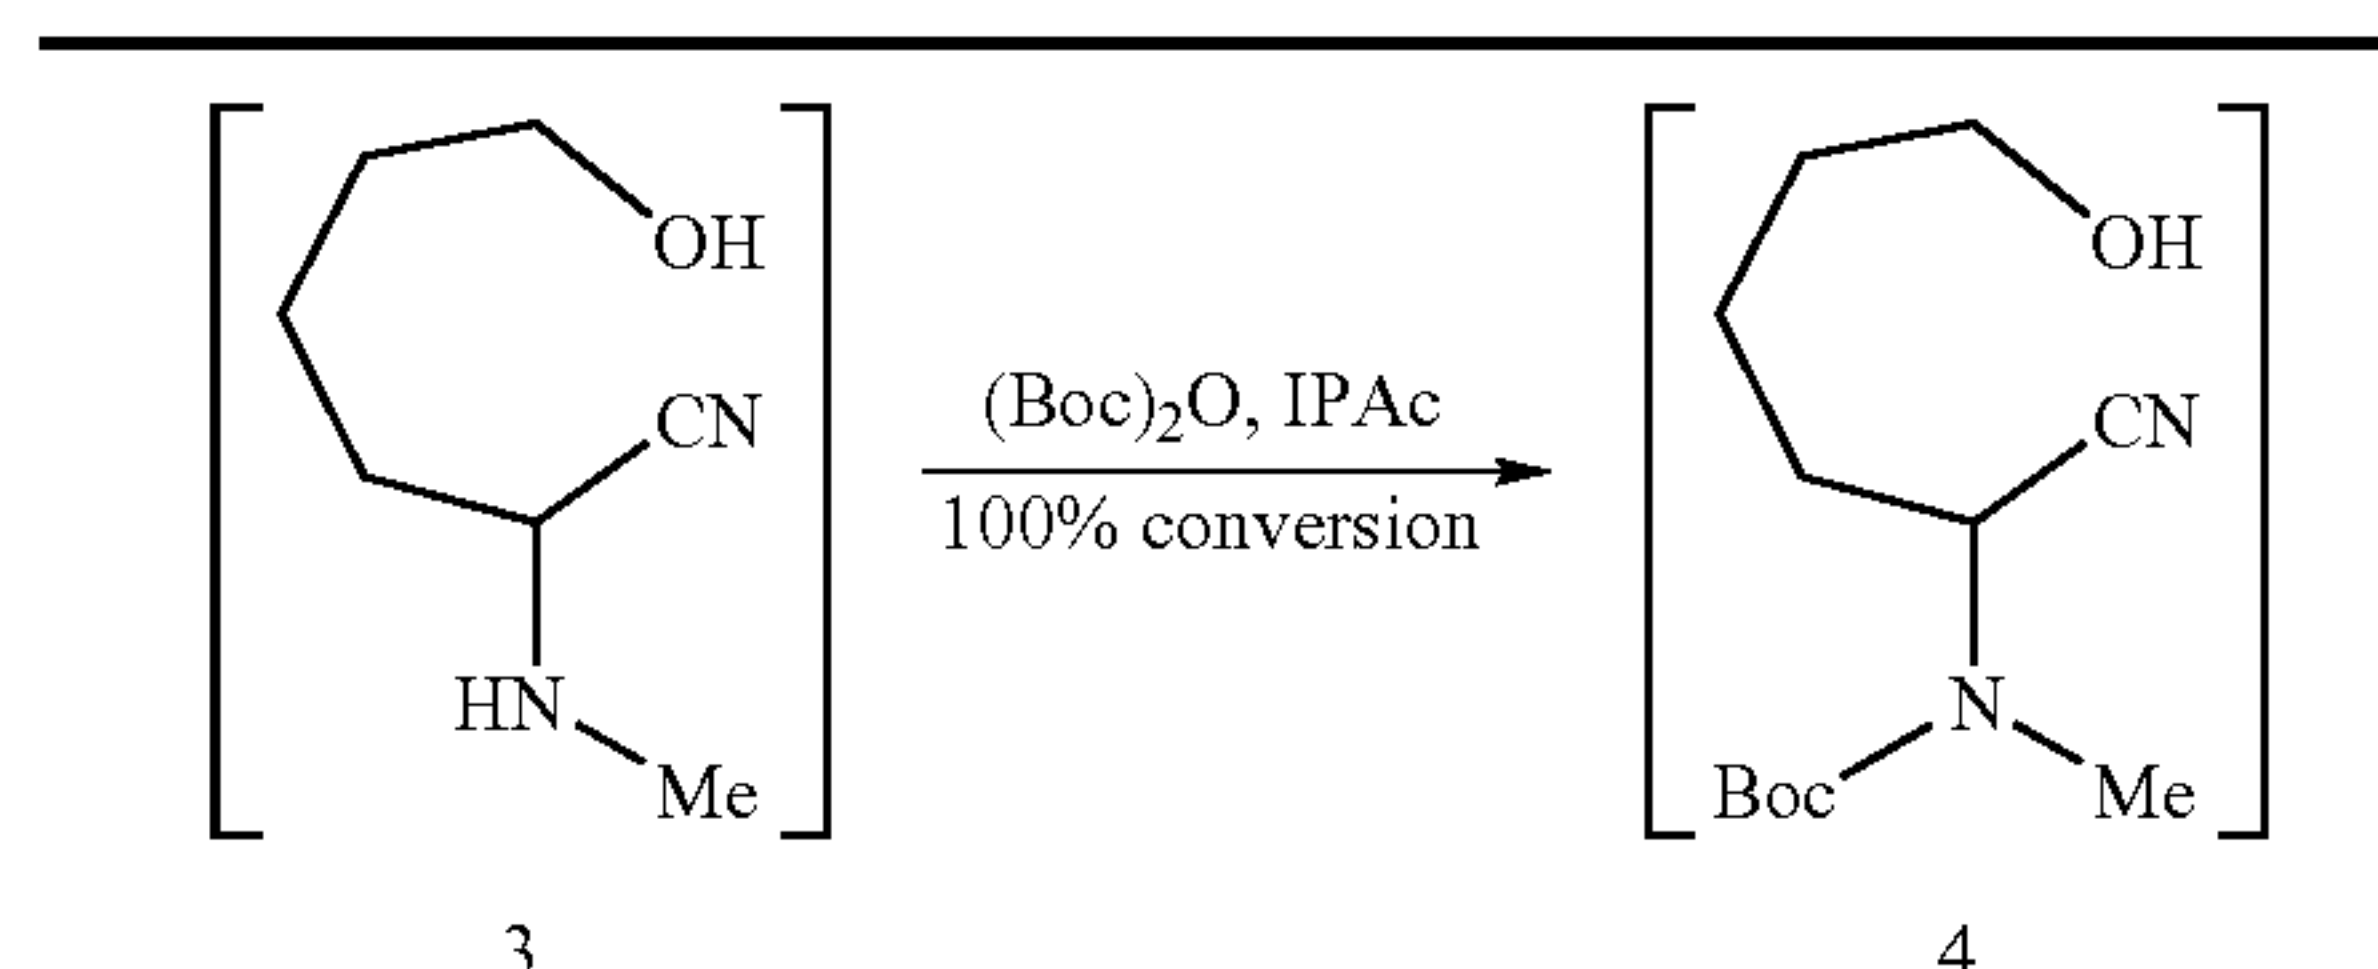 OH
OH
CN
(Boc)₂O, IPAc
CN
100% conversion
HN
N
Me
Boc
Me
3
4